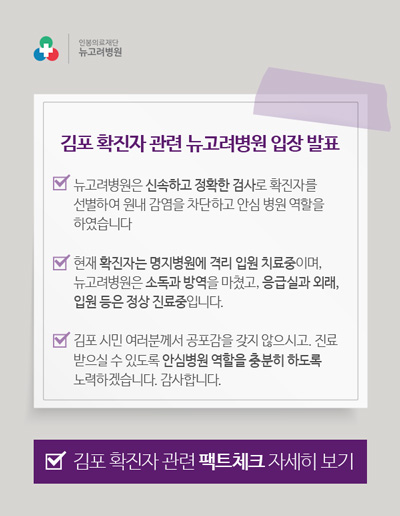 인봉의료재단
뉴고려병원
김포 확진자 관련 뉴고려병원 입장 발표
뉴고려병원은 신속하고 정확한 검사로 확진자를
선별하여 원내 감염을 차단하고 안심 병원 역할을
하였습니다
현재 확진자는 명지병원에 격리 입원 치료중이며,
뉴고려병원은 소독과 방역을 마쳤고, 응급실과 외래,
입원 등은 정상 진료중입니다.
김포 시민 여러분께서 공포감을 갖지 않으시고, 진료
받으실 수 있도록 안심병원 역할을 충분히 하도록
노력하겠습니다. 감사합니다.
김포 확진자 관련 팩트체크 자세히 보기